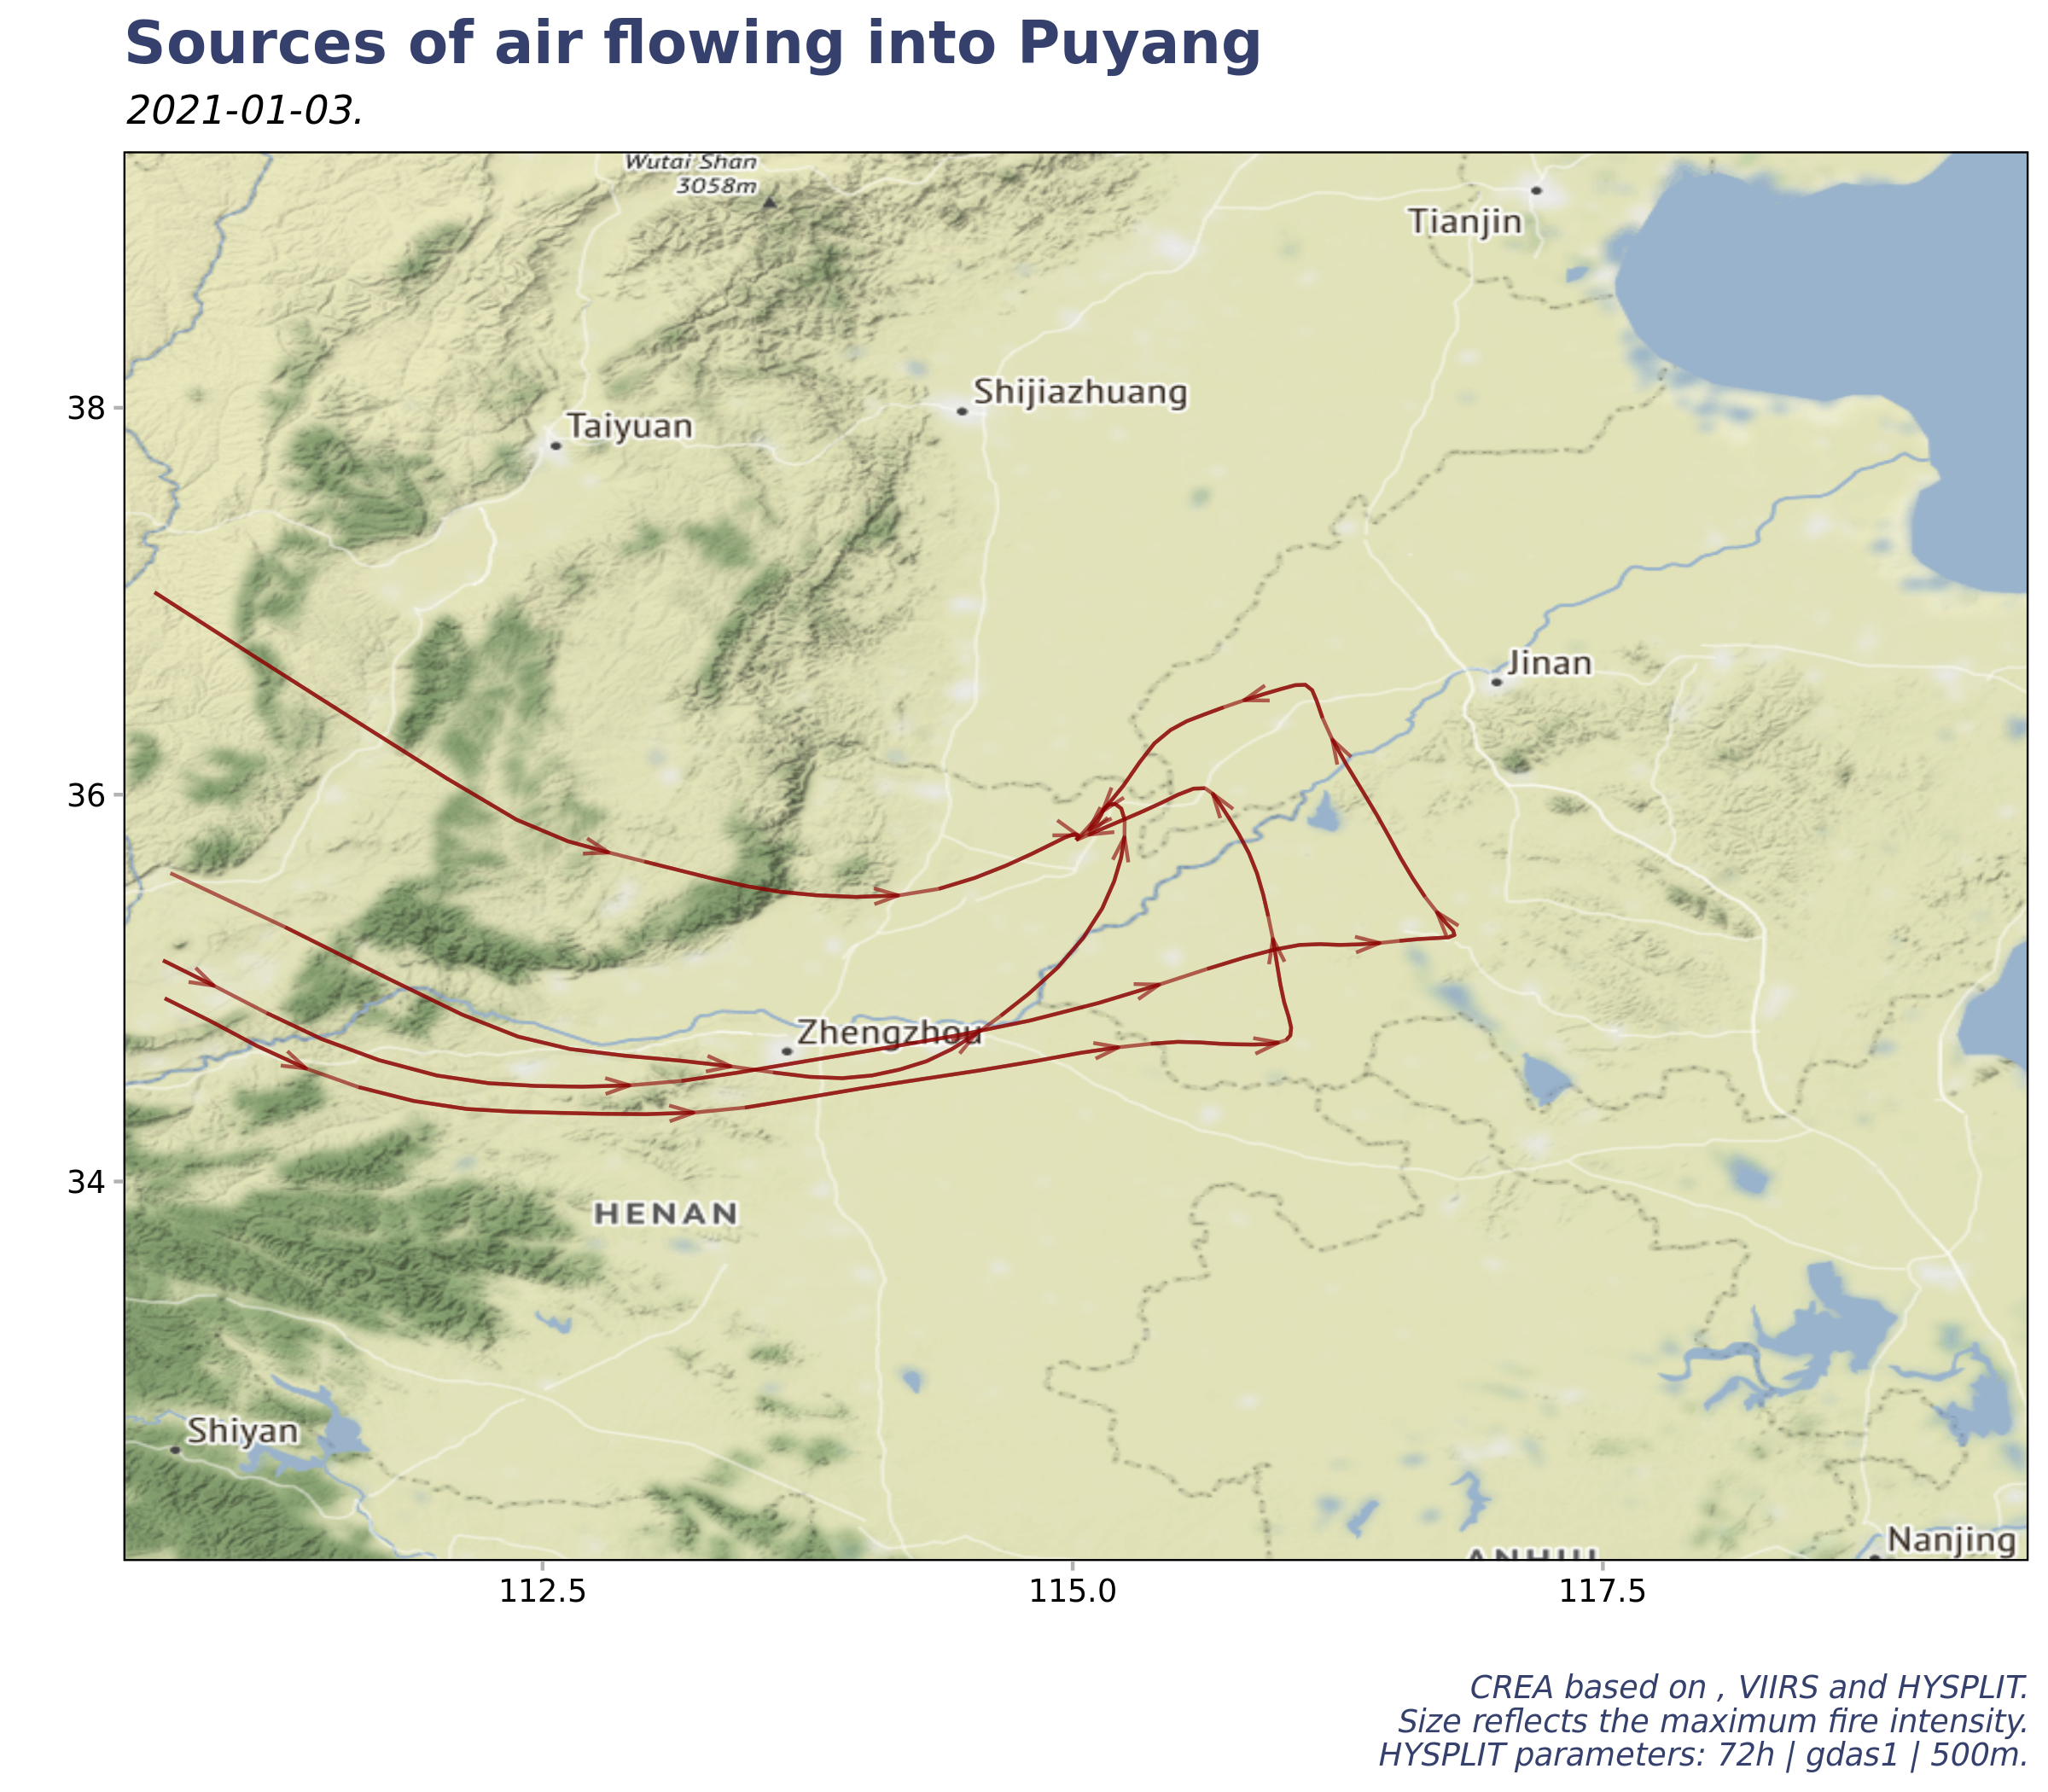 Sources of air flowing into Puyang
2021-01-03.
Wutai Shan
3058m
Tianjin
38
Shijiazhuang
Taiyuan
Jinan
36
Zhengzhou
34
HENAN
Shiyan
Nanjing
ANHUI
112.5
115.0
117.5
CREA based on , VIIRS and HYSPLIT.
Size reflects the maximum fire intensity.
HYSPLIT parameters: 72h | gdas1 | 500m.